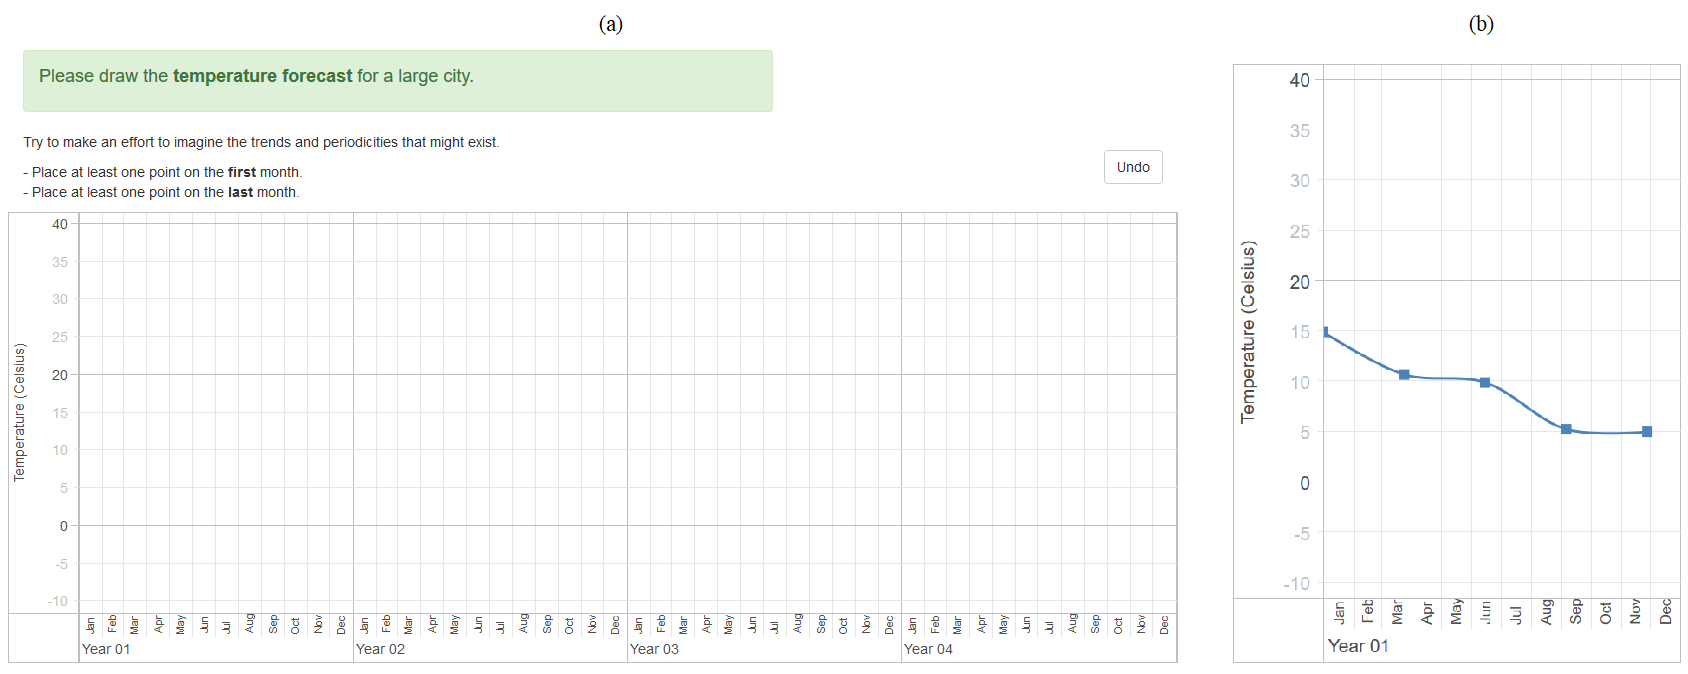 (a)
Please draw the temperature forecast for a large city.
Try to make an effort to imagine the trends and periodicities that might exist.
- Place at least one point on the first month.
- Place at least one point on the last month.
Undo
Temperature (Celsius)
40
35
30
25
20
15
10
5
0
-5
-10
Jan Feb Mar Apr May Jun Jul Aug Sep Oct Nov Dec Jan Feb Mar Apr May Jun Jul Aug Sep Oct Nov Dec Jan Feb Mar Apr May Jun Jul Aug Sep Oct Nov Dec Jan Feb Mar Apr May Jun Jul Aug Sep Oct Nov Dec
Year 01 Year 02 Year 03 Year 04
(b)
Temperature (Celsius)
40
35
30
25
20
15
10
5
0
-5
-10
Jan Feb Mar Apr May Jun Jul Aug Sep Oct Nov Dec
Year 01